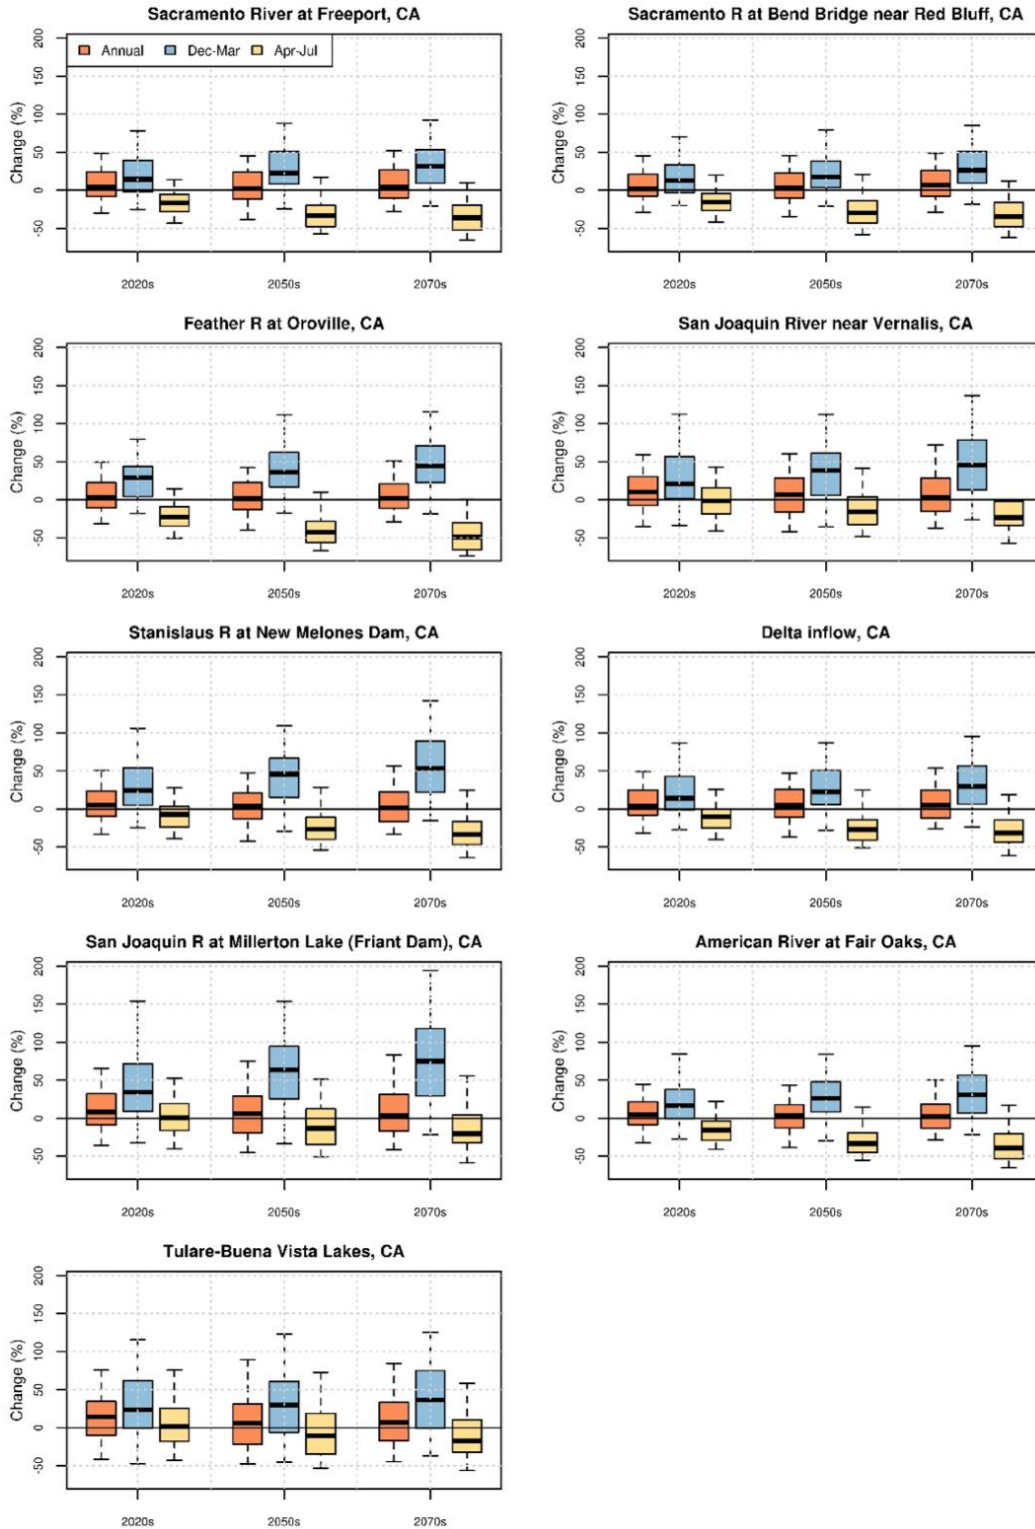 Sacramento River at Freeport, CA
Annual Dec-Mar Apr-Jul
Change (%)
200
150
100
50
0
-50
2020s 2050s 2070s
Sacramento R at Bend Bridge near Red Bluff, CA
Change (%)
200
150
100
50
0
-50
2020s 2050s 2070s
Feather R at Oroville, CA
Change (%)
200
150
100
50
0
-50
2020s 2050s 2070s
San Joaquin River near Vernalis, CA
Change (%)
200
150
100
50
0
-50
2020s 2050s 2070s
Stanislaus R at New Melones Dam, CA
Change (%)
200
150
100
50
0
-50
2020s 2050s 2070s
Delta inflow, CA
Change (%)
200
150
100
50
0
-50
2020s 2050s 2070s
San Joaquin R at Millerton Lake (Friant Dam), CA
Change (%)
200
150
100
50
0
-50
2020s 2050s 2070s
American River at Fair Oaks, CA
Change (%)
200
150
100
50
0
-50
2020s 2050s 2070s
Tulare-Buena Vista Lakes, CA
Change (%)
200
150
100
50
0
-50
2020s 2050s 2070s